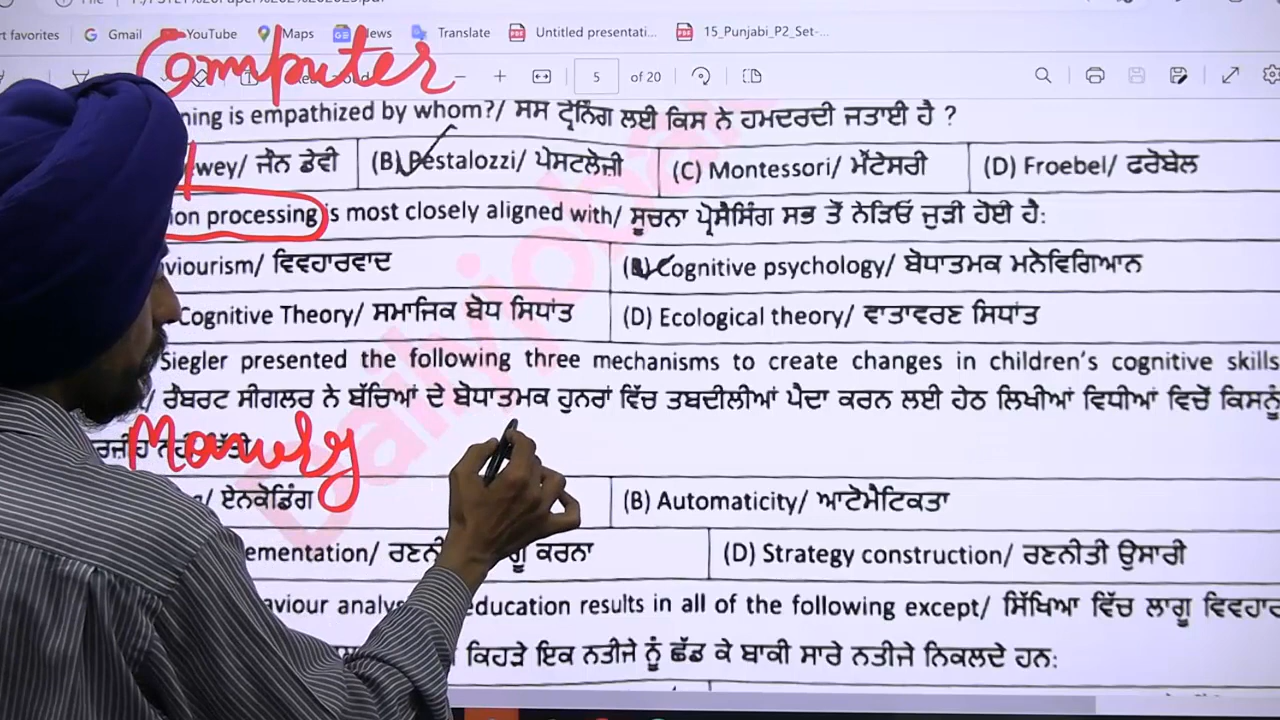 rt favorites Gmail YouTube Maps News Translate Untitled presentati... 15_Punjabi_P2_Set-...
Computer
5 of 20
ning is empathized by whom?/ ਸਸ ਟ੍ਰੇਨਿੰਗ ਲਈ ਕਿਸ ਨੇ ਹਮਦਰਦੀ ਜਤਾਈ ਹੈ ?
wey/ ਜੌਨ ਡੇਵੀ (B) Pestalozzi/ ਪੇਸਟਲੋਜ਼ੀ (C) Montessori/ ਮੌਂਟੇਸਰੀ (D) Froebel/ ਫਰੋਬੇਲ
ion processing is most closely aligned with/ ਸੂਚਨਾ ਪ੍ਰੋਸੈਸਿੰਗ ਸਭ ਤੋਂ ਨੇੜਿਓਂ ਜੁੜੀ ਹੋਈ ਹੈ:
viourism/ ਵਿਵਹਾਰਵਾਦ Cognitive psychology/ ਬੋਧਾਤਮਕ ਮਨੋਵਿਗਿਆਨ
Cognitive Theory/ ਸਮਾਜਿਕ ਬੋਧ ਸਿਧਾਂਤ (D) Ecological theory/ ਵਾਤਾਵਰਣ ਸਿਧਾਂਤ
Siegler presented the following three mechanisms to create changes in children's cognitive skills
/ ਰੌਬਰਟ ਸੀਗਲਰ ਨੇ ਬੱਚਿਆਂ ਦੇ ਬੋਧਾਤਮਕ ਹੁਨਰਾਂ ਵਿੱਚ ਤਬਦੀਲੀਆਂ ਪੈਦਾ ਕਰਨ ਲਈ ਹੇਠ ਲਿਖੀਆਂ ਵਿਧੀਆਂ ਵਿਚੋਂ ਕਿਸਨੂੰ
/ ਏਨਕੋਡਿੰਗ (B) Automaticity/ ਆਟੋਮੈਟਿਕਤਾ
ementation/ ਕਰਨਾ (D) Strategy construction/ ਰਣਨੀਤੀ ਉਸਾਰੀ
education results in all of the following except/ ਸਿੱਖਿਆ ਵਿੱਚ ਲਾਗੂ ਵਿਵਹਾਰ
ਕਿਹੜੇ ਇਕ ਨਤੀਜੇ ਨੂੰ ਛੱਡ ਕੇ ਬਾਕੀ ਸਾਰੇ ਨਤੀਜੇ ਨਿਕਲਦੇ ਹਨ: